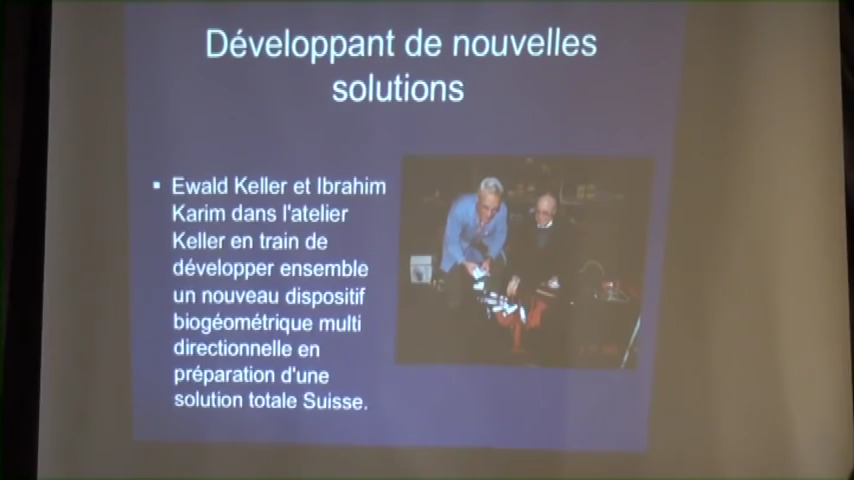 Développant de nouvelles
solutions
▪ Ewald Keller et Ibrahim
Karim dans l'atelier
Keller en train de
développer ensemble
un nouveau dispositif
biogéométrique multi
directionnelle en
préparation d'une
solution totale Suisse.